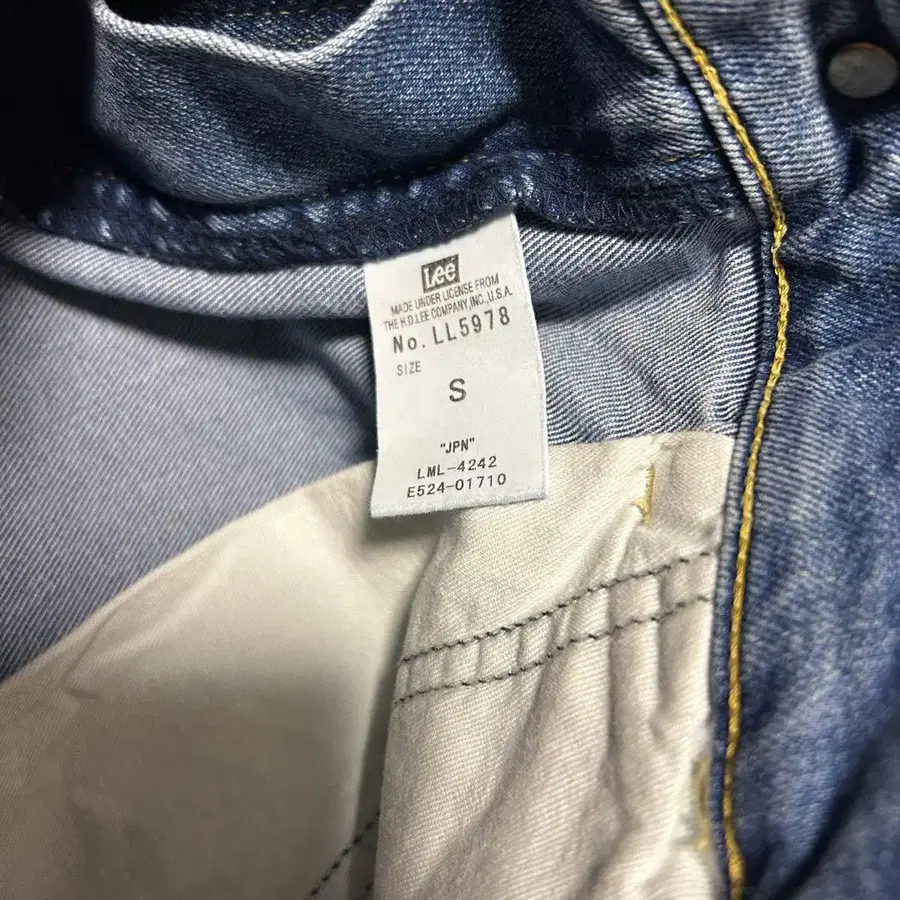 Lee
MADE UNDER LICENSE FROM
THE H.D.LEE COMPANY,INC.,U.S.A.
No. LL5978
SIZE
S
"JPN"
LML-4242
E524-01710